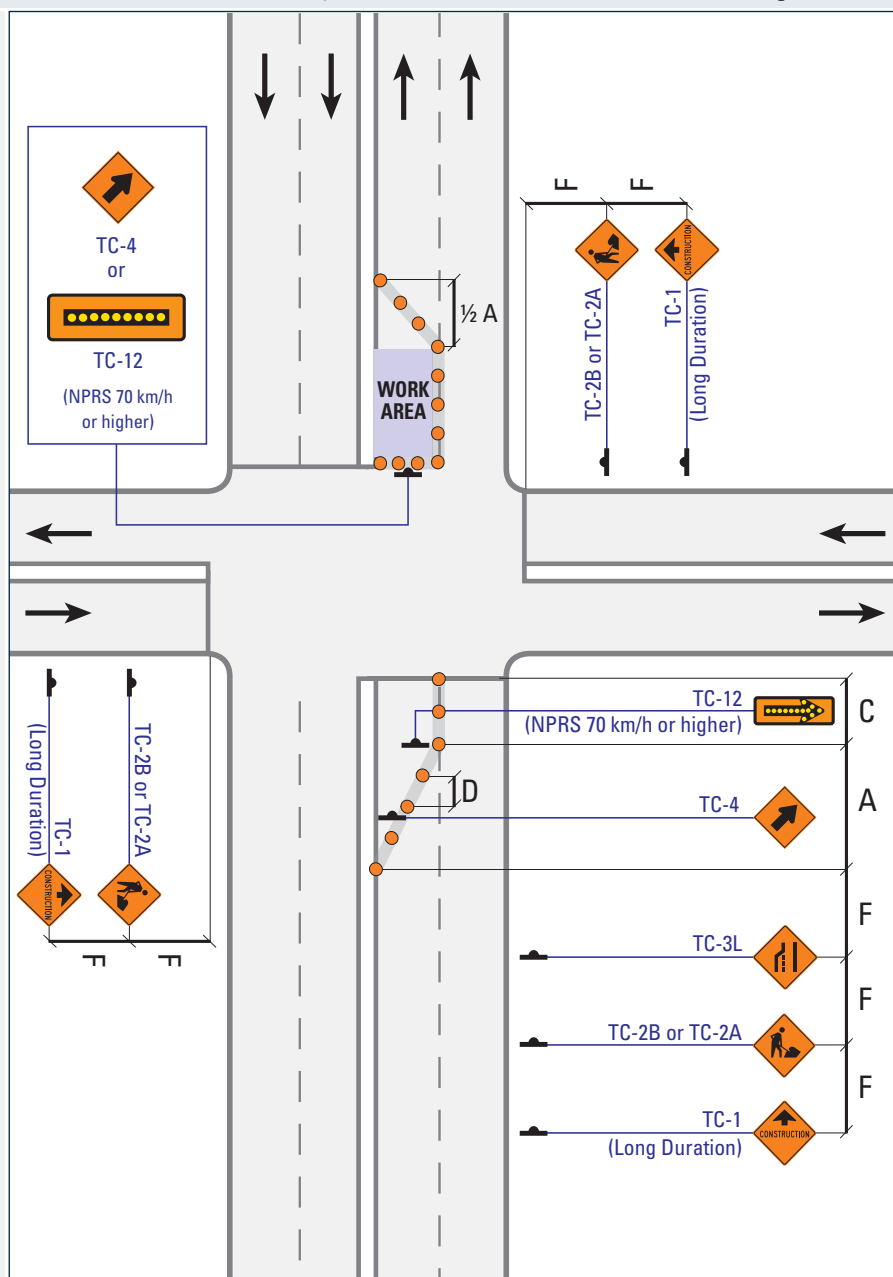 TC-4
or
TC-12
(NPRS 70 km/h
or higher)
½ A
WORK
AREA
F
F
CONSTRUCTION
TC-2B or TC-2A
TC-1
(Long Duration)
TC-12
(NPRS 70 km/h or higher)
C
D
TC-4
A
F
TC-3L
F
TC-2B or TC-2A
F
TC-1
(Long Duration)
CONSTRUCTION
TC-1
(Long Duration)
TC-2B or TC-2A
CONSTRUCTION
F
F